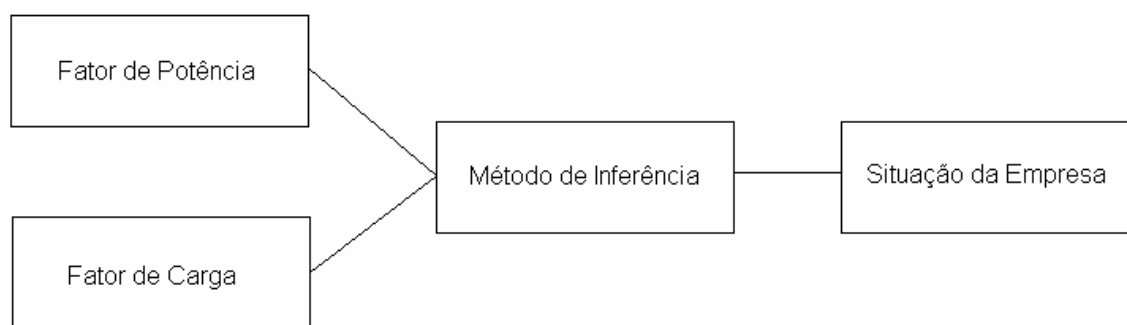 Fator de Potência
Método de Inferência
Situação da Empresa
Fator de Carga